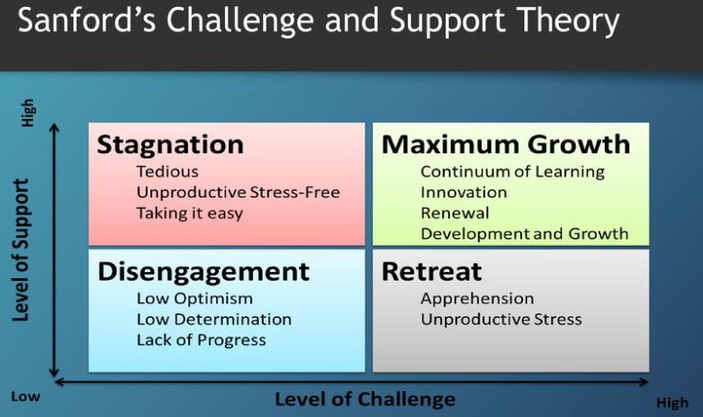 Sanford's Challenge and Support Theory
High
Level of Support
Stagnation
Tedious
Unproductive Stress-Free
Taking it easy
Maximum Growth
Continuum of Learning
Innovation
Renewal
Development and Growth
Disengagement
Low Optimism
Low Determination
Lack of Progress
Retreat
Apprehension
Unproductive Stress
Low
Level of Challenge
High